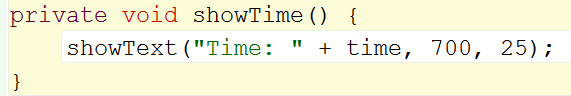 private void showTime() {
    showText("Time: " + time, 700, 25);
}